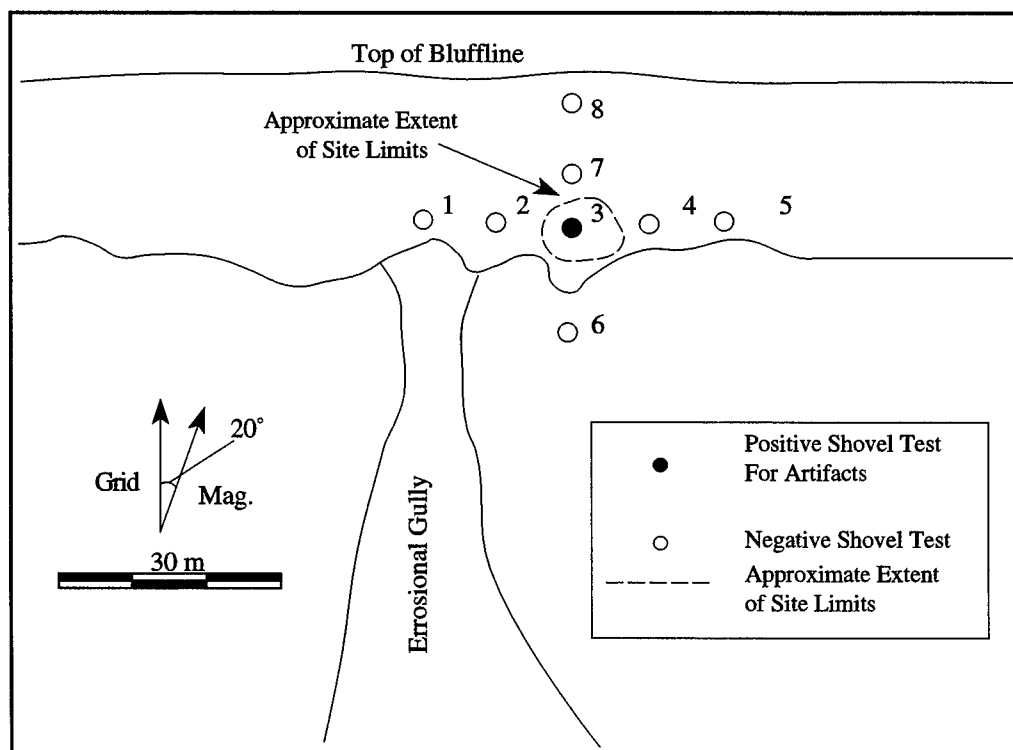 Top of Bluffline
8
Approximate Extent
of Site Limits
7
1
2
3
4
5
6
20°
Grid
Mag.
30 m
Errosional Gully
Positive Shovel Test
For Artifacts
Negative Shovel Test
Approximate Extent
of Site Limits